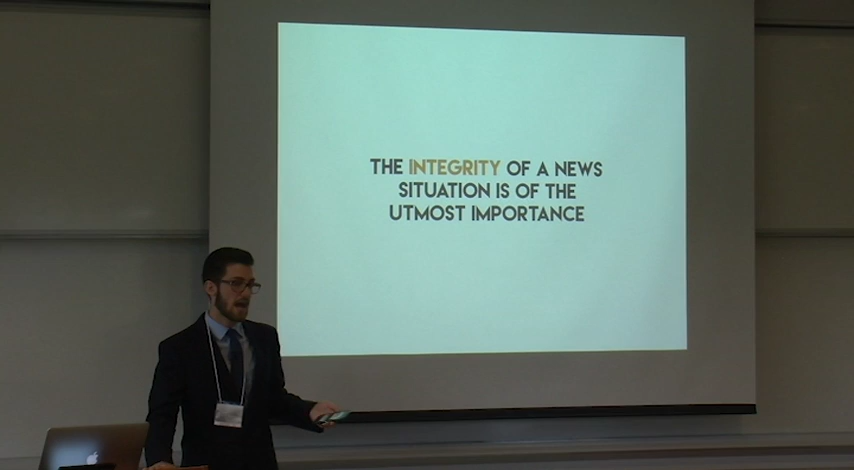 THE INTEGRITY OF A NEWS
SITUATION IS OF THE
UTMOST IMPORTANCE